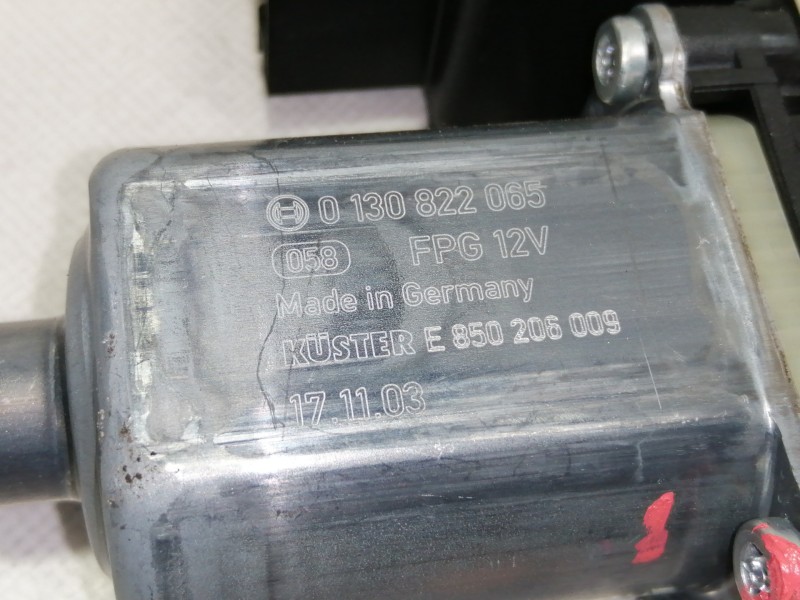 0 130 822 065
058 FPG 12V
Made in Germany
KÜSTER E 850 206 009
17.11.03